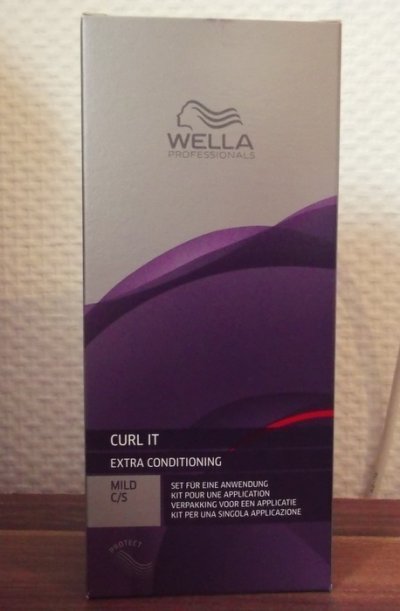 WELLA
PROFESSIONALS
CURL IT
EXTRA CONDITIONING
MILD
C/S
SET FÜR EINE ANWENDUNG
KIT POUR UNE APPLICATION
VERPAKKING VOOR EEN APPLICATIE
KIT PER UNA SINGOLA APPLICAZIONE
PROTECT